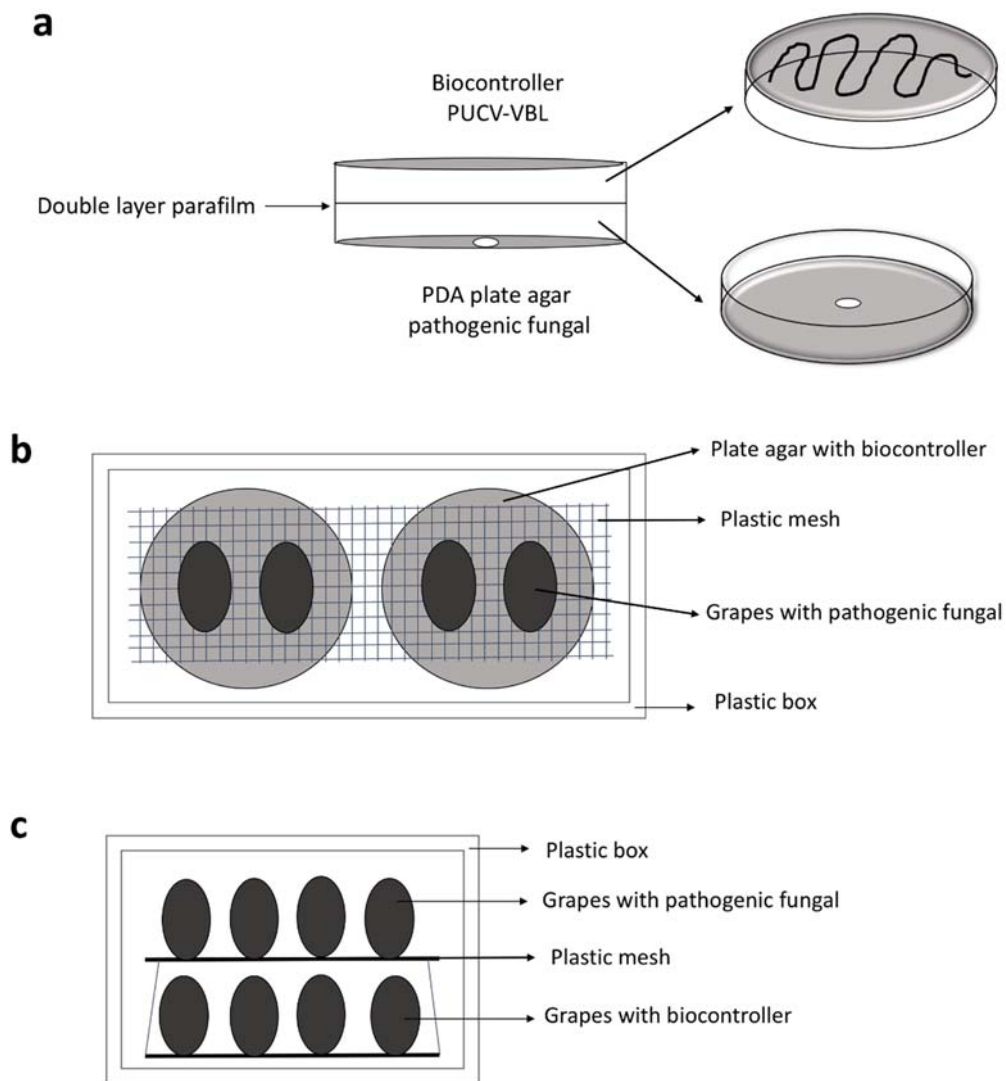 a
Biocontroller
PUCV-VBL
Double layer parafilm
PDA plate agar
pathogenic fungal
b
Plate agar with biocontroller
Plastic mesh
Grapes with pathogenic fungal
Plastic box
c
Plastic box
Grapes with pathogenic fungal
Plastic mesh
Grapes with biocontroller